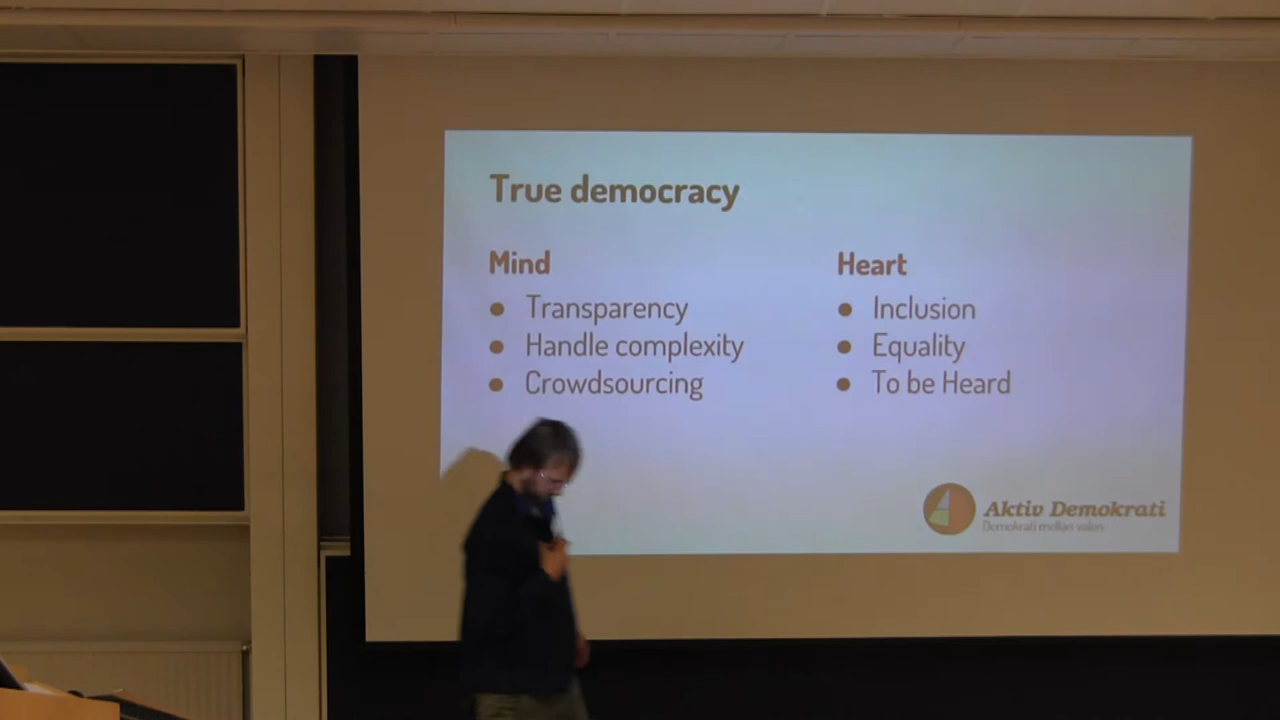 True democracy
Mind
● Transparency
● Handle complexity
● Crowdsourcing
Heart
● Inclusion
● Equality
● To be Heard
Aktiv Demokrati
Demokrati mellan valen